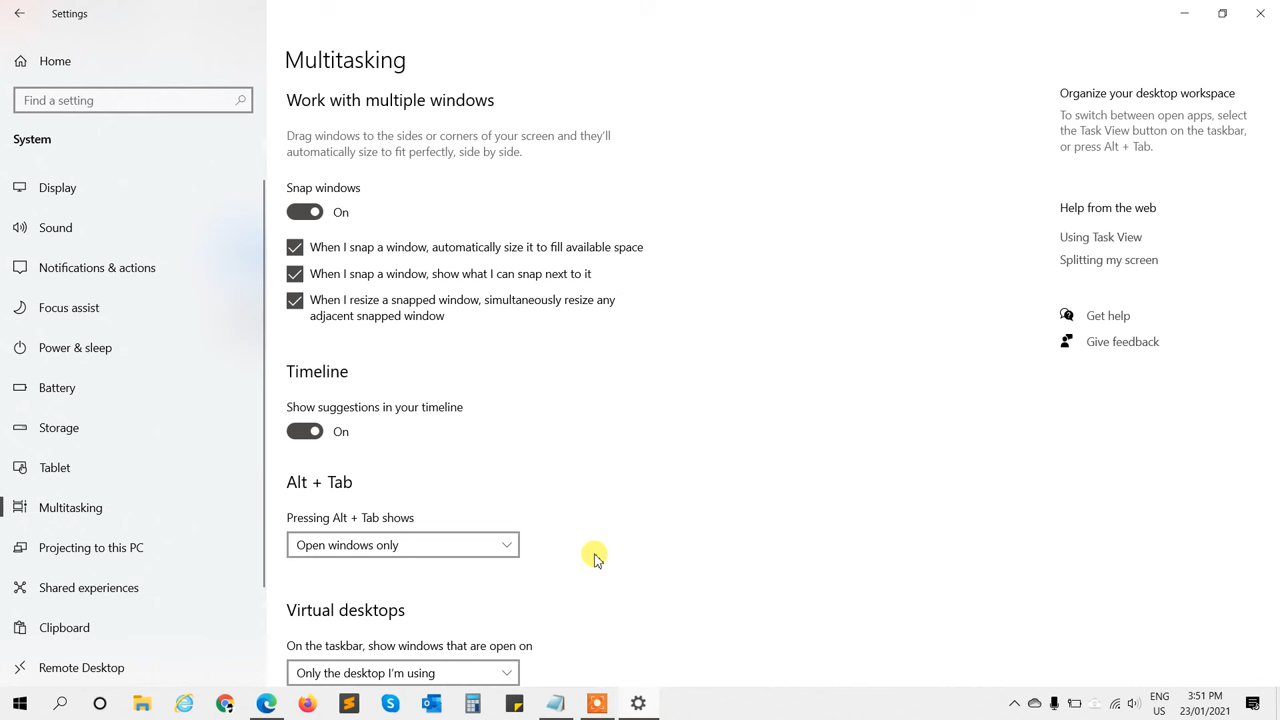 Settings
Home
Find a setting
System
Display
Sound
Notifications & actions
Focus assist
Power & sleep
Battery
Storage
Tablet
Multitasking
Projecting to this PC
Shared experiences
Clipboard
Remote Desktop
Multitasking
Work with multiple windows
Drag windows to the sides or corners of your screen and they'll
automatically size to fit perfectly, side by side.
Snap windows
On
When I snap a window, automatically size it to fill available space
When I snap a window, show what I can snap next to it
When I resize a snapped window, simultaneously resize any
adjacent snapped window
Timeline
Show suggestions in your timeline
On
Alt + Tab
Pressing Alt + Tab shows
Open windows only
Virtual desktops
On the taskbar, show windows that are open on
Only the desktop I'm using
Organize your desktop workspace
To switch between open apps, select
the Task View button on the taskbar,
or press Alt + Tab.
Help from the web
Using Task View
Splitting my screen
Get help
Give feedback
ENG
US
3:51 PM
23/01/2021